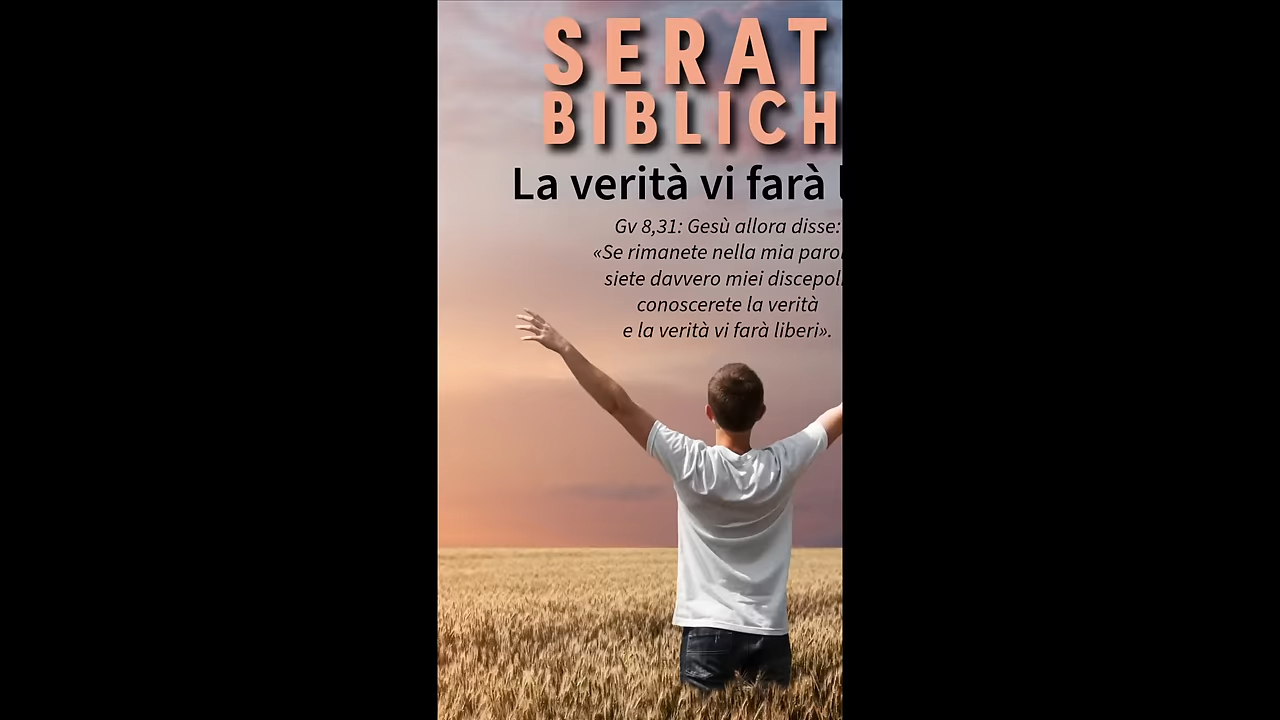 SERAT
BIBLICH
La verità vi farà
Gv 8,31: Gesù allora disse:
«Se rimanete nella mia paro
siete davvero miei discepol
conoscerete la verità
e la verità vi farà liberi».